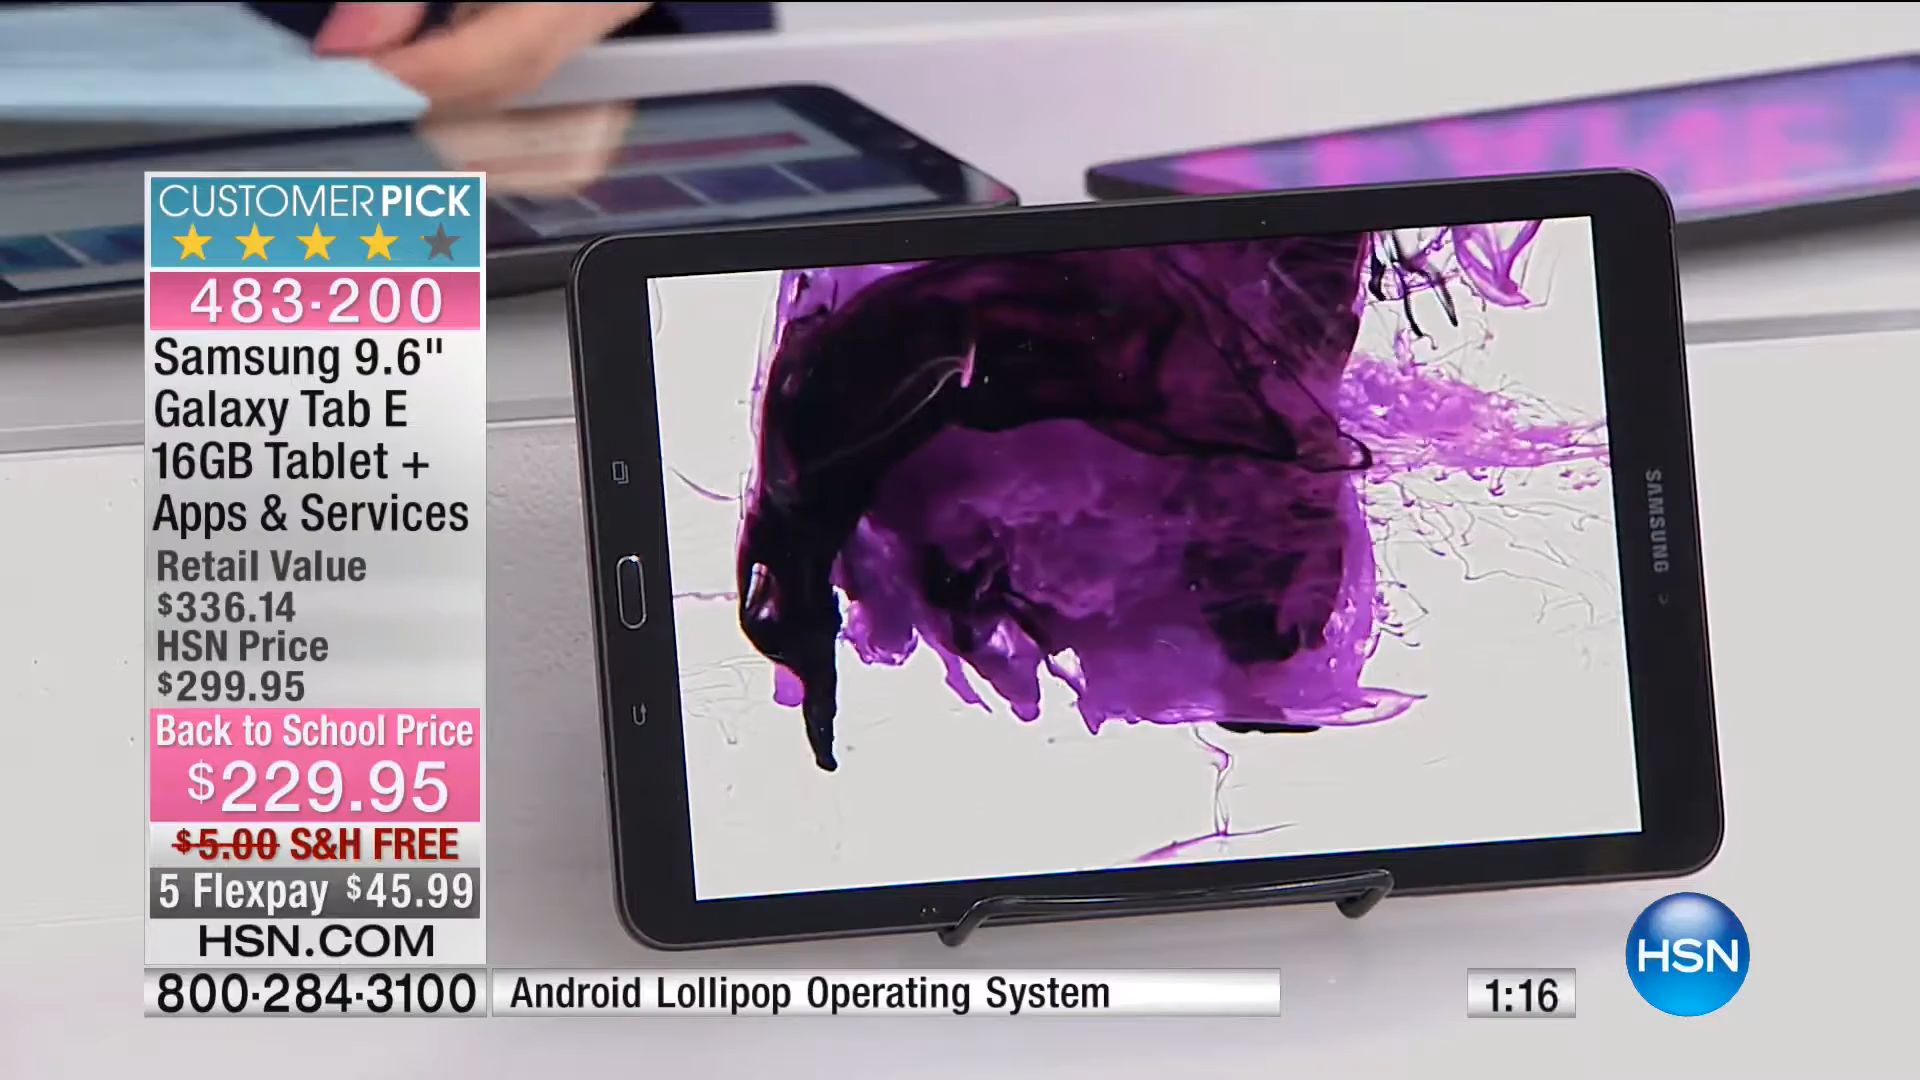 CUSTOMERPICK
483·200
Samsung 9.6"
Galaxy Tab E
16GB Tablet +
Apps & Services
Retail Value
$336.14
HSN Price
$299.95
Back to School Price
$229.95
$5.00 S&H FREE
5 Flexpay $45.99
HSN.COM
800·284·3100
Android Lollipop Operating System
1:16
HSN
SAMSUNG